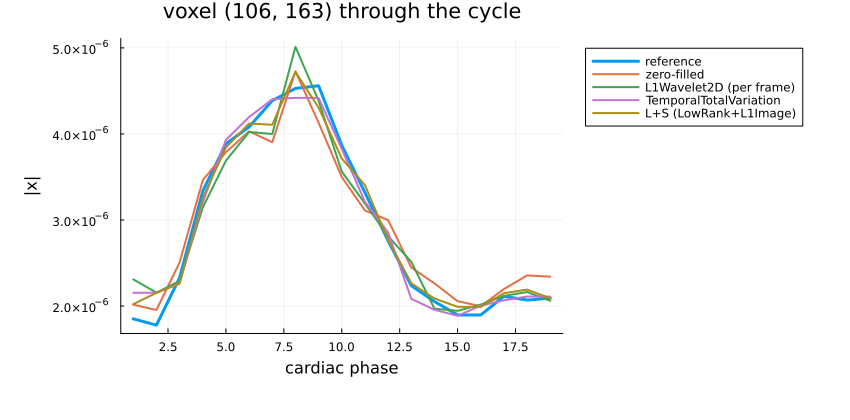 voxel (106, 163) through the cycle
5.0×10⁻⁶
4.0×10⁻⁶
3.0×10⁻⁶
2.0×10⁻⁶
|x|
2.5 5.0 7.5 10.0 12.5 15.0 17.5
cardiac phase
reference
zero-filled
L1Wavelet2D (per frame)
TemporalTotalVariation
L+S (LowRank+L1Image)